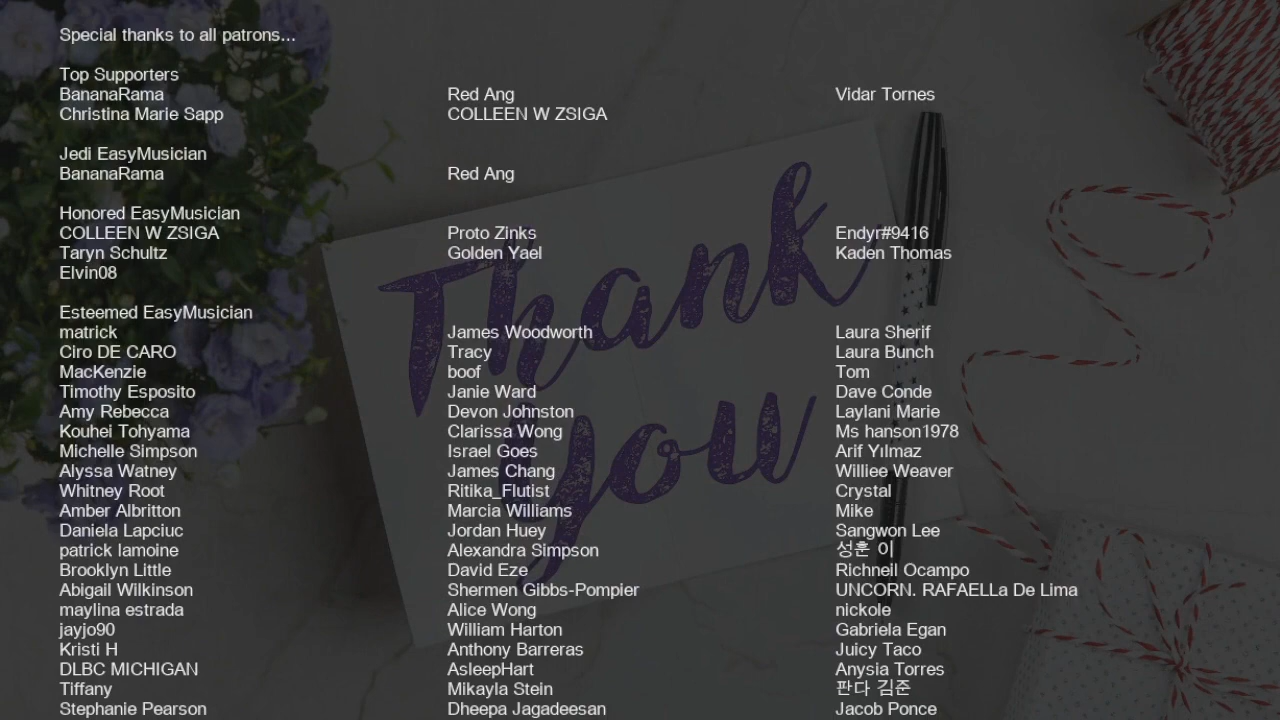 Special thanks to all patrons...
Top Supporters
BananaRama Red Ang Vidar Tornes
Christina Marie Sapp COLLEEN W ZSIGA
Jedi EasyMusician
BananaRama Red Ang
Honored EasyMusician
COLLEEN W ZSIGA Proto Zinks Endyr#9416
Taryn Schultz Golden Yael Kaden Thomas
Elvin08
Esteemed EasyMusician
matrick James Woodworth Laura Sherif
Ciro DE CARO Tracy Laura Bunch
MacKenzie boof Tom
Timothy Esposito Janie Ward Dave Conde
Amy Rebecca Devon Johnston Laylani Marie
Kouhei Tohyama Clarissa Wong Ms hanson1978
Michelle Simpson Israel Goes Arif Yılmaz
Alyssa Watney James Chang Williee Weaver
Whitney Root Ritika_Flutist Crystal
Amber Albritton Marcia Williams Mike
Daniela Lapciuc Jordan Huey Sangwon Lee
patrick lamoine Alexandra Simpson 성훈 이
Brooklyn Little David Eze Richneil Ocampo
Abigail Wilkinson Shermen Gibbs-Pompier UNCORN. RAFAELLa De Lima
maylina estrada Alice Wong nickole
jayjo90 William Harton Gabriela Egan
Kristi H Anthony Barreras Juicy Taco
DLBC MICHIGAN AsleepHart Anysia Torres
Tiffany Mikayla Stein 판다 김준
Stephanie Pearson Dheepa Jagadeesan Jacob Ponce
Thank
you